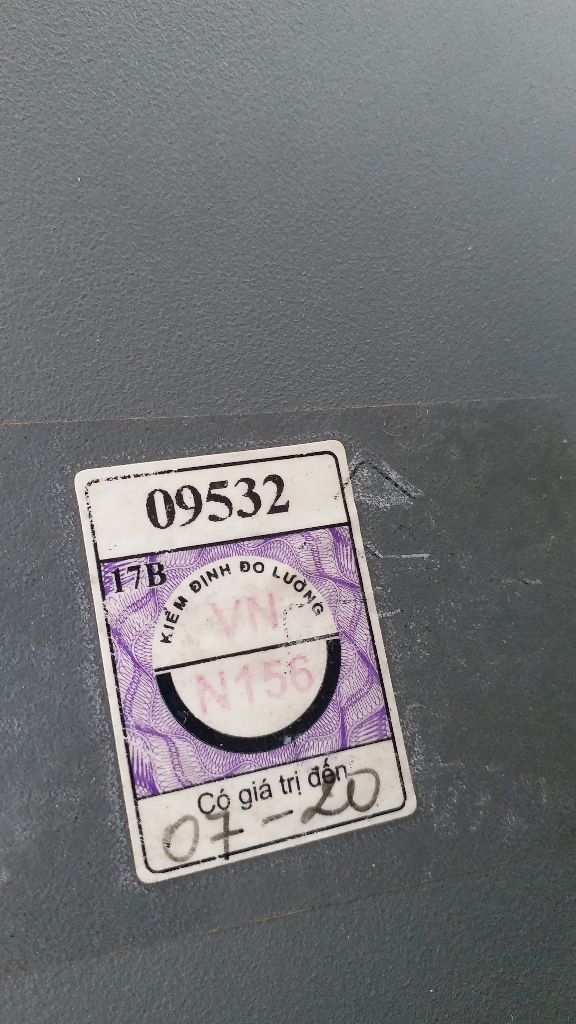 09532
17B
KIỂM ĐỊNH ĐO LƯỜNG
VN
N156
Có giá trị đến
07-20